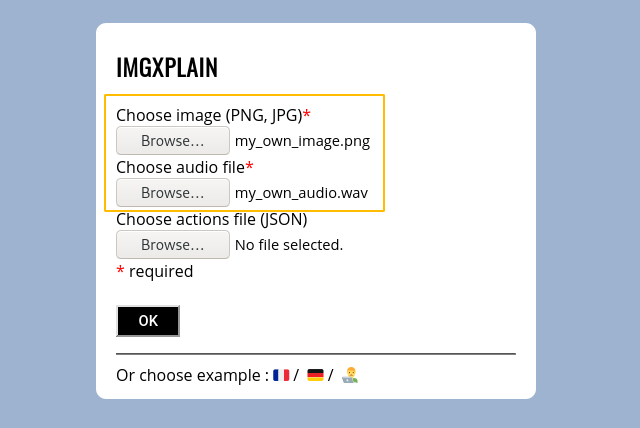 IMGXPLAIN
Choose image (PNG, JPG)*
Browse... my_own_image.png
Choose audio file*
Browse... my_own_audio.wav
Choose actions file (JSON)
Browse... No file selected.
* required
OK
Or choose example : 🇫🇷 / 🇩🇪 / 👨‍💻